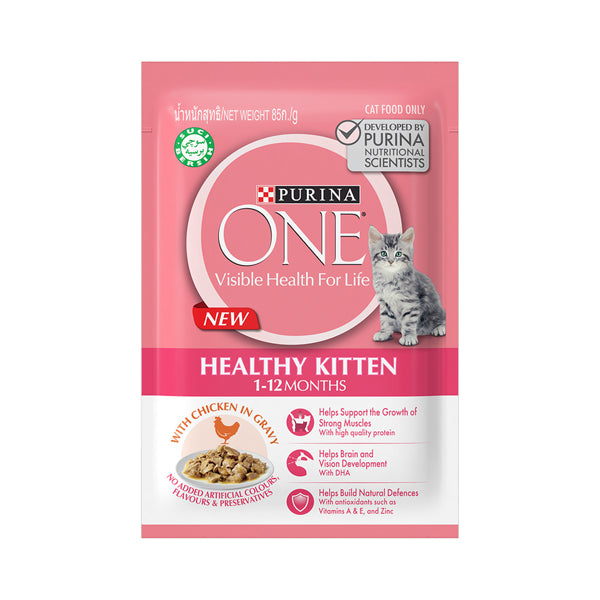 น้ำหนักสุทธิ/NET WEIGHT 85ก./g
CAT FOOD ONLY
SUCI
BERSIH
DEVELOPED BY
PURINA
NUTRITIONAL
SCIENTISTS
PURINA
ONE®
Visible Health For Life
NEW
HEALTHY KITTEN
1-12 MONTHS
WITH CHICKEN IN GRAVY
NO ADDED ARTIFICIAL COLOURS,
FLAVOURS & PRESERVATIVES
Helps Support the Growth of
Strong Muscles
With high quality protein
Helps Brain and
Vision Development
With DHA
Helps Build Natural Defences
With antioxidants such as
Vitamins A & E, and Zinc